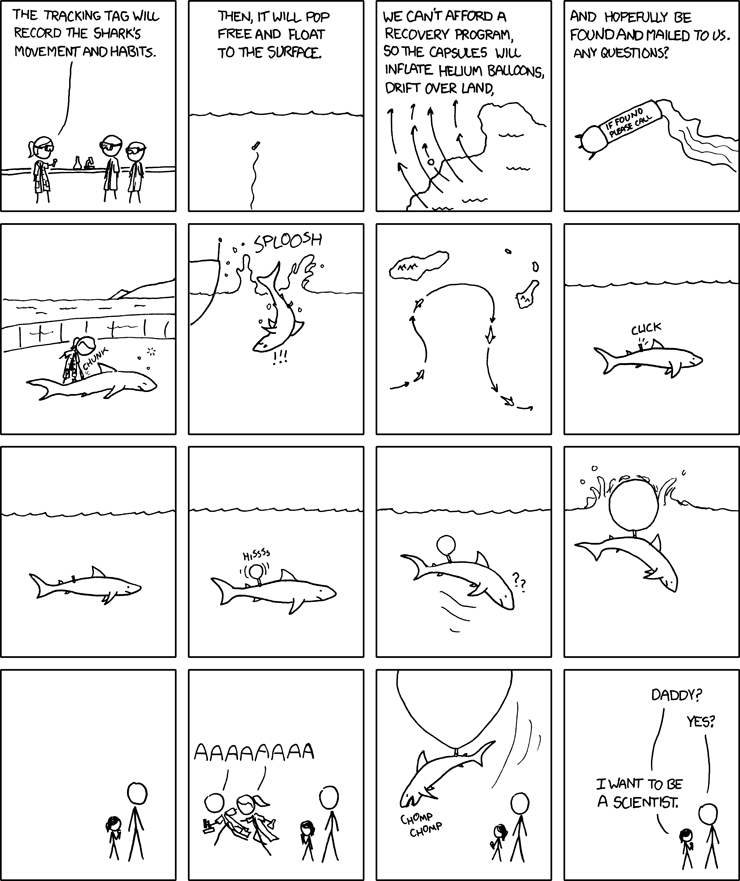 THE TRACKING TAG WILL
RECORD THE SHARK'S
MOVEMENT AND HABITS.
THEN, IT WILL POP
FREE AND FLOAT
TO THE SURFACE.
WE CAN'T AFFORD A
RECOVERY PROGRAM,
SO THE CAPSULES WILL
INFLATE HELIUM BALLOONS,
DRIFT OVER LAND,
AND HOPEFULLY BE
FOUND AND MAILED TO US.
ANY QUESTIONS?
IF FOUND
PLEASE CALL
CHUNK
SPLOOSH
!!!
CLICK
HISSSS
??
AAAAAAAA
CHOMP
CHOMP
DADDY?
YES?
I WANT TO BE
A SCIENTIST.